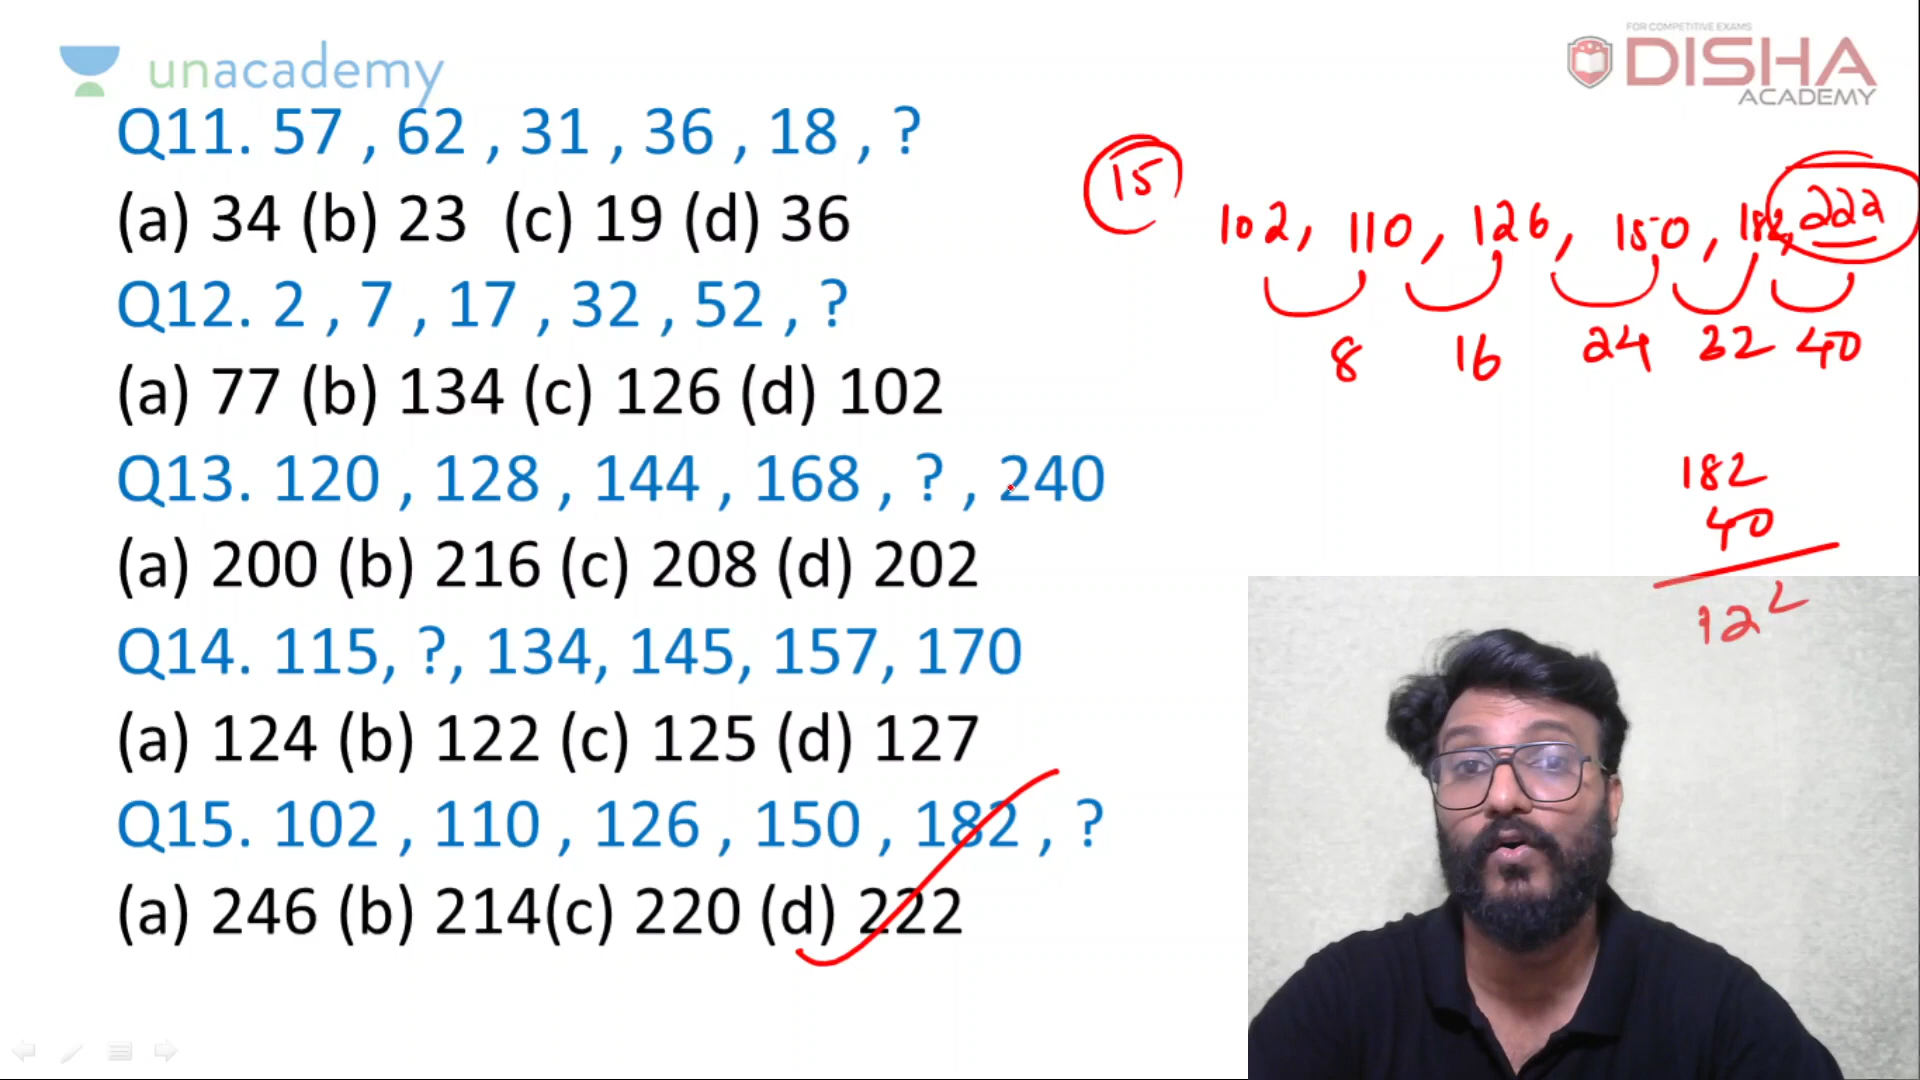 unacademy
FOR COMPETITIVE EXAMS
DISHA
ACADEMY
Q11. 57 , 62 , 31 , 36 , 18 , ?
(a) 34 (b) 23 (c) 19 (d) 36
Q12. 2 , 7 , 17 , 32 , 52 , ?
(a) 77 (b) 134 (c) 126 (d) 102
Q13. 120 , 128 , 144 , 168 , ? , 240
(a) 200 (b) 216 (c) 208 (d) 202
Q14. 115, ?, 134, 145, 157, 170
(a) 124 (b) 122 (c) 125 (d) 127
Q15. 102 , 110 , 126 , 150 , 182 , ?
(a) 246 (b) 214(c) 220 (d) 222
15
102, 110, 126, 150, 182, 222
8 16 24 32 40
182
40
122